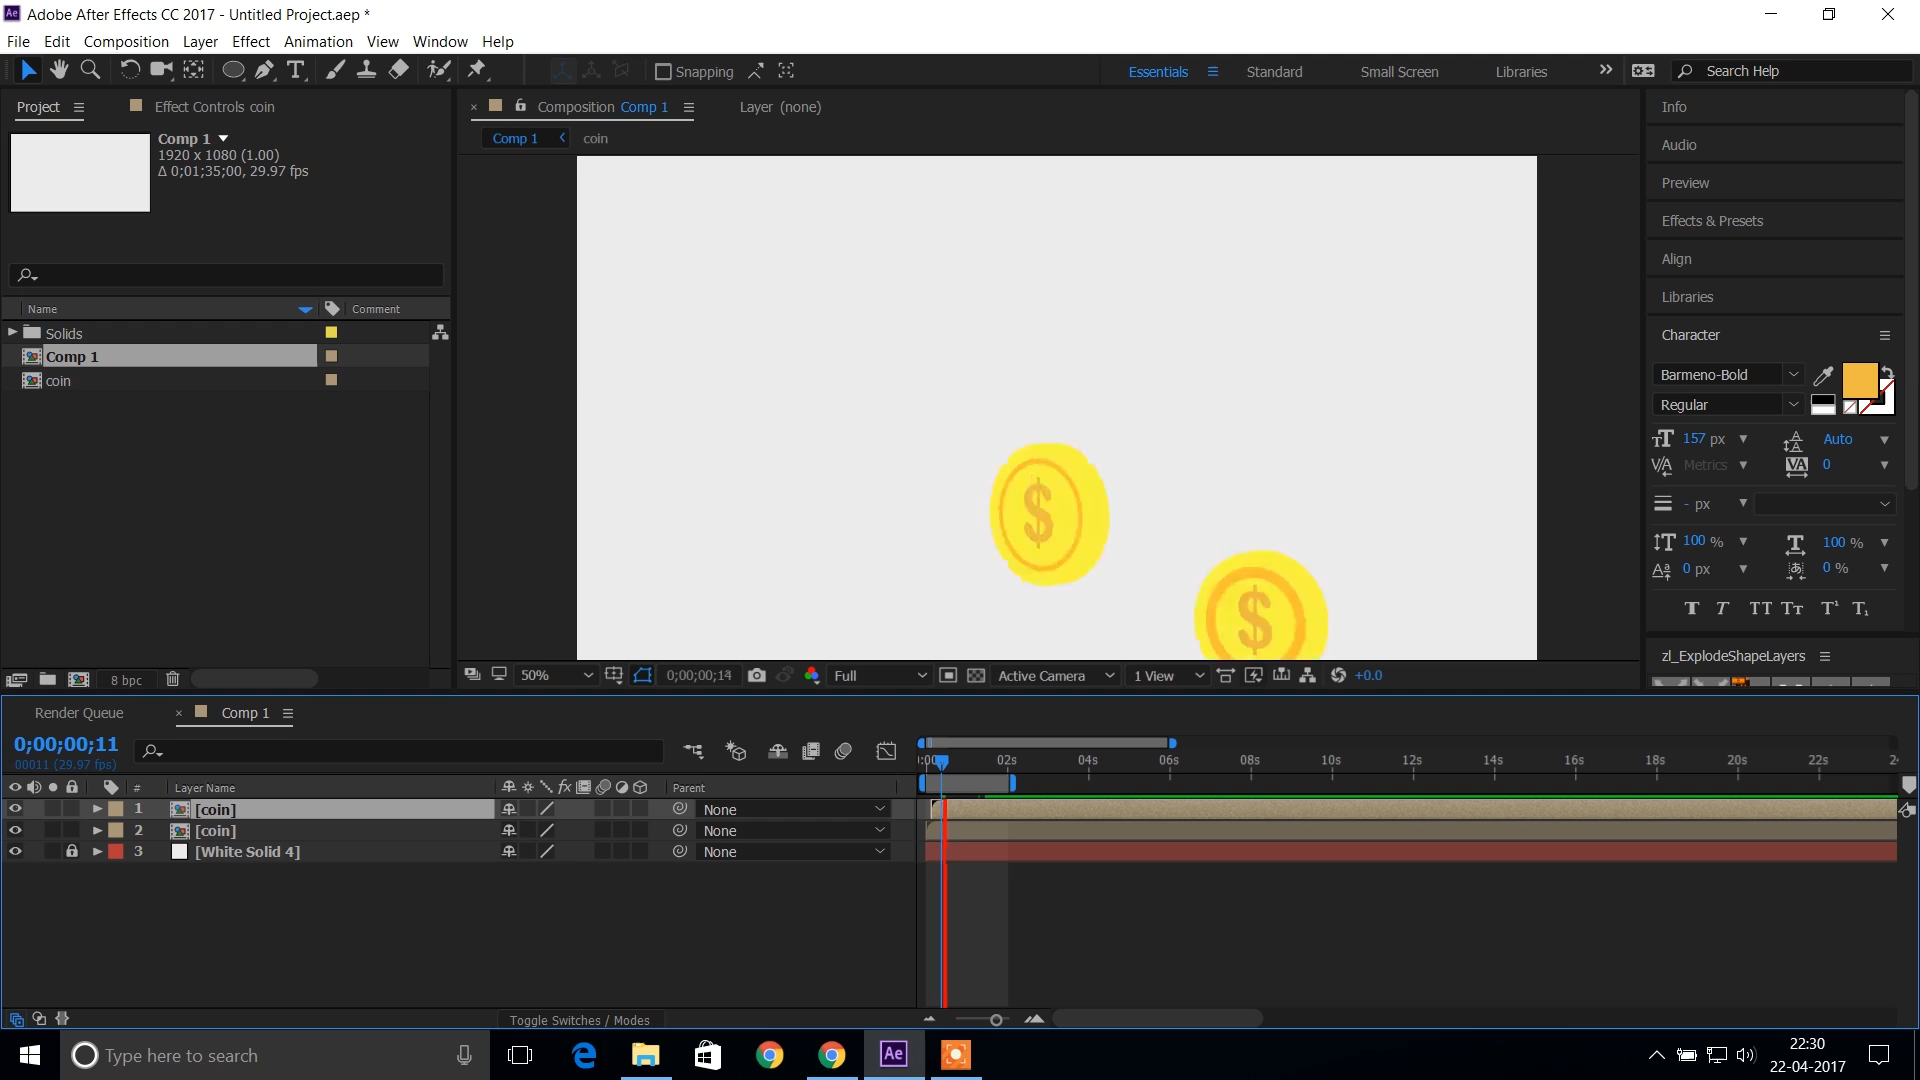 Adobe After Effects CC 2017 - Untitled Project.aep *
File Edit Composition Layer Effect Animation View Window Help
Snapping
Essentials Standard Small Screen Libraries Search Help
Project Effect Controls coin
Composition Comp 1 Layer (none)
Info
Comp 1
1920 x 1080 (1.00)
Δ 0;01;35;00, 29.97 fps
Comp 1 coin
Audio
Preview
Effects & Presets
Align
Libraries
Name Comment
Solids
Comp 1
coin
Character
Barmeno-Bold
Regular
157 px Auto
Metrics 0
- px
100 % 100 %
0 px 0 %
T T TT Tт T¹ T₁
$
$
zl_ExplodeShapeLayers
8 bpc
50% 0;00;00;14 Full Active Camera 1 View +0.0
Render Queue Comp 1
0;00;00;11
00011 (29.97 fps)
02s 04s 06s 08s 10s 12s 14s 16s 18s 20s 22s
# Layer Name Parent
1 [coin] None
2 [coin] None
3 [White Solid 4] None
Toggle Switches / Modes
Type here to search
Ae
22:30
22-04-2017